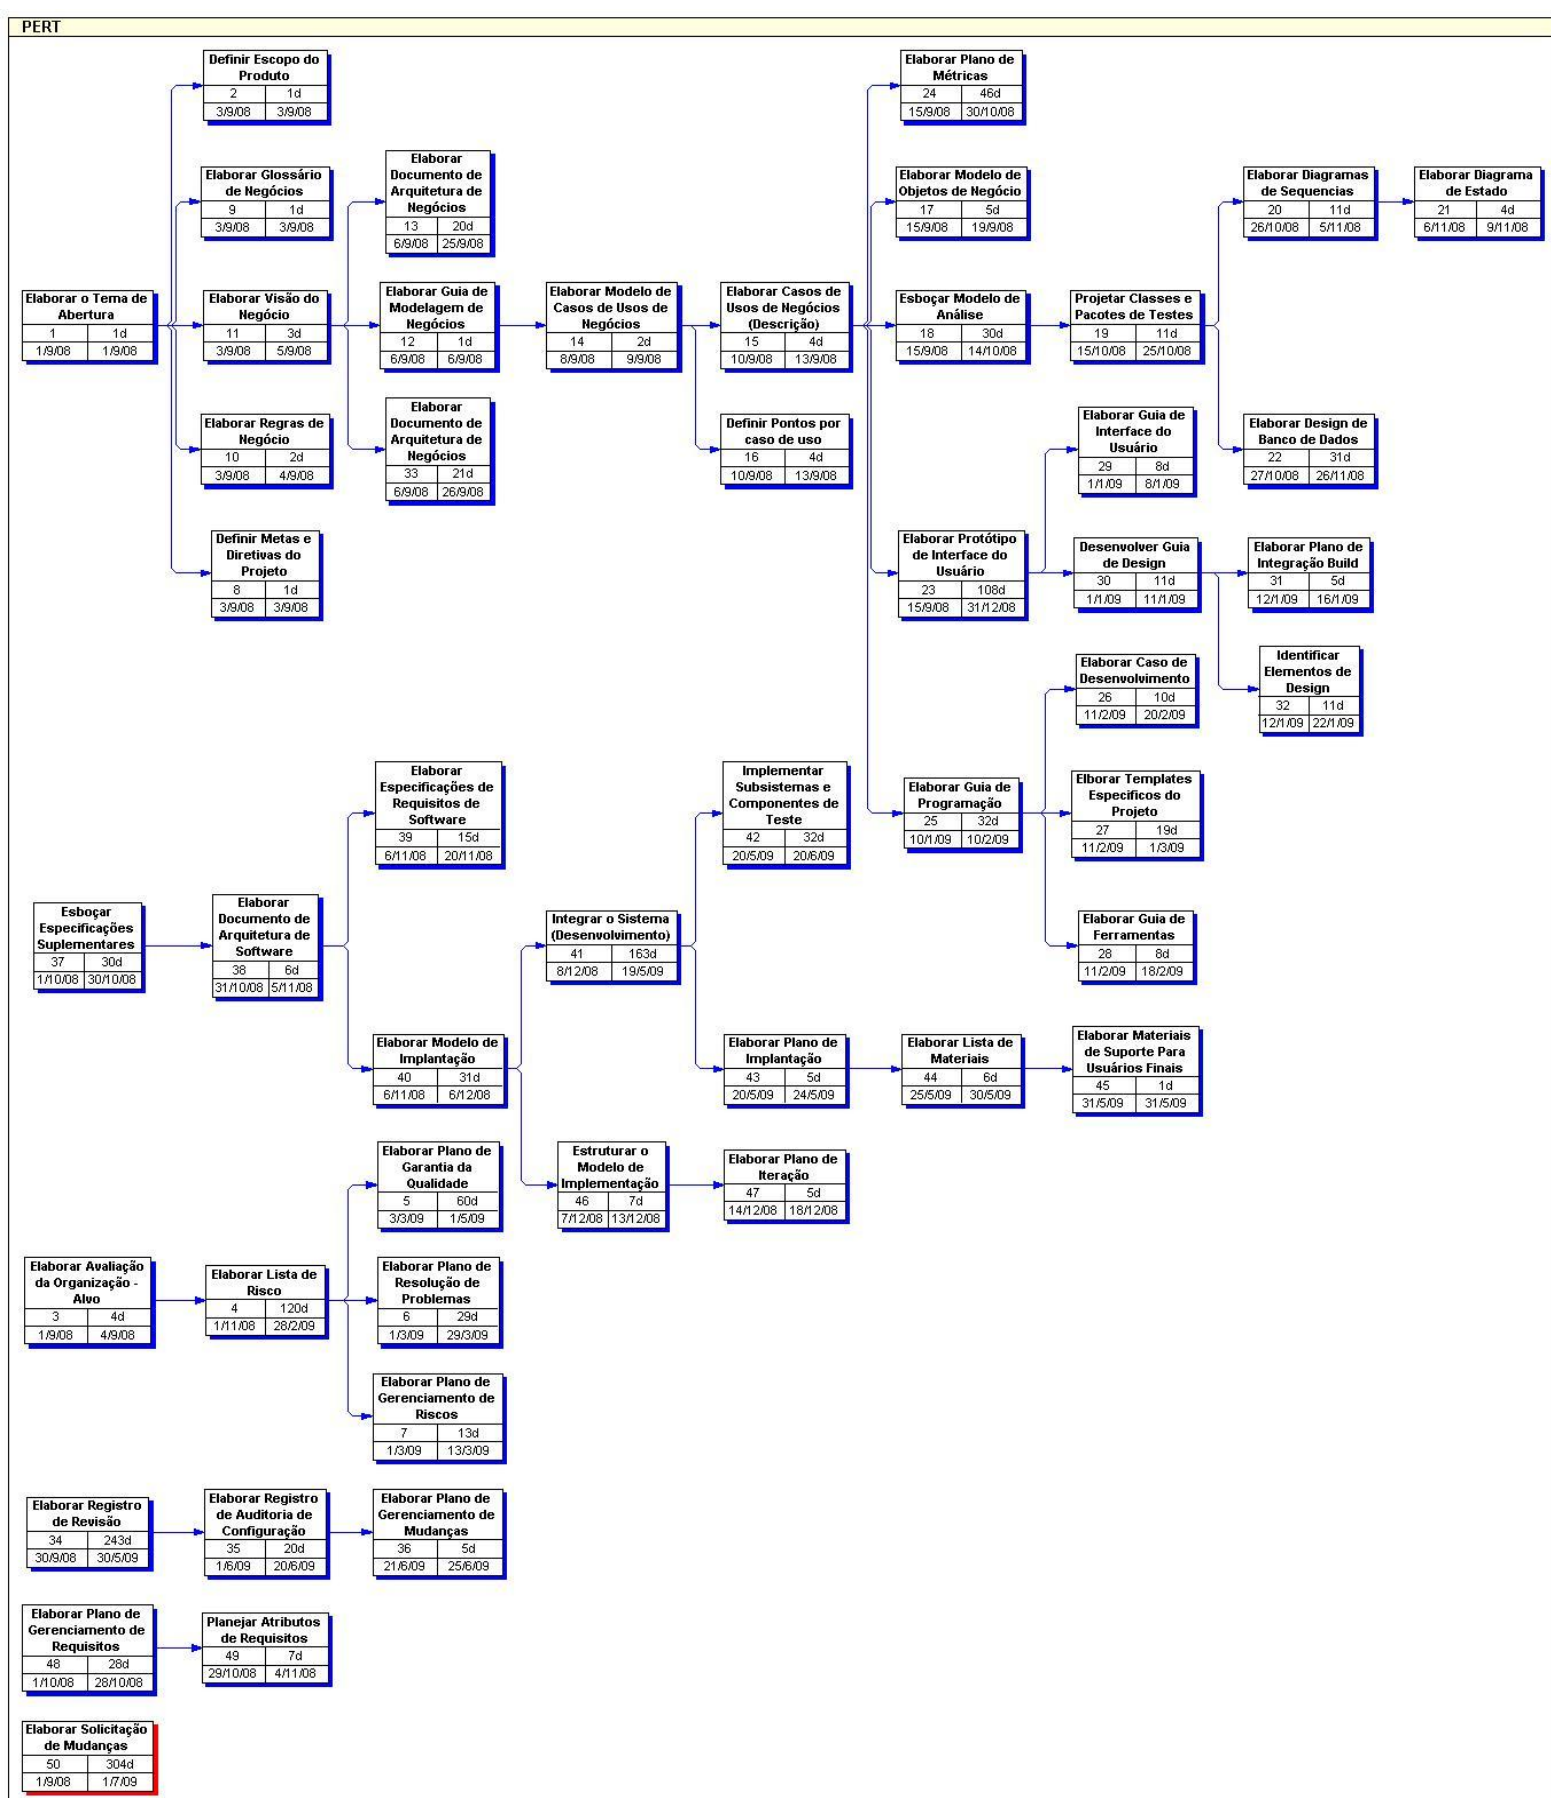 PERT
Definir Escopo do
Produto
2 1d
3/9/08 3/9/08
Elaborar Plano de
Métricas
24 46d
15/9/08 30/10/08
Elaborar Glossário
de Negócios
9 1d
3/9/08 3/9/08
Elaborar
Documento de
Arquitetura de
Negócios
13 20d
6/9/08 25/9/08
Elaborar Modelo de
Objetos de Negócio
17 5d
15/9/08 19/9/08
Elaborar Diagramas
de Sequencias
20 11d
26/10/08 5/11/08
Elaborar Diagrama
de Estado
21 4d
6/11/08 9/11/08
Elaborar o Tema de
Abertura
1 1d
1/9/08 1/9/08
Elaborar Visão do
Negócio
11 3d
3/9/08 5/9/08
Elaborar Guia de
Modelagem de
Negócios
12 1d
6/9/08 6/9/08
Elaborar Modelo de
Casos de Usos de
Negócios
14 2d
8/9/08 9/9/08
Elaborar Casos de
Usos de Negócios
(Descrição)
15 4d
10/9/08 13/9/08
Esboçar Modelo de
Análise
18 30d
15/9/08 14/10/08
Projetar Classes e
Pacotes de Testes
19 11d
15/10/08 25/10/08
Elaborar Regras de
Negócio
10 2d
3/9/08 4/9/08
Elaborar
Documento de
Arquitetura de
Negócios
33 21d
6/9/08 26/9/08
Definir Pontos por
caso de uso
16 4d
10/9/08 13/9/08
Elaborar Guia de
Interface do
Usuário
29 8d
1/1/09 8/1/09
Elaborar Design de
Banco de Dados
22 31d
27/10/08 26/11/08
Definir Metas e
Diretivas do
Projeto
8 1d
3/9/08 3/9/08
Elaborar Protótipo
de Interface do
Usuário
23 108d
15/9/08 31/12/08
Desenvolver Guia
de Design
30 11d
1/1/09 11/1/09
Elaborar Plano de
Integração Build
31 5d
12/1/09 16/1/09
Elaborar Caso de
Desenvolvimento
26 10d
11/2/09 20/2/09
Identificar
Elementos de
Design
32 11d
12/1/09 22/1/09
Elaborar
Especificações de
Requisitos de
Software
39 15d
6/11/08 20/11/08
Implementar
Subsistemas e
Componentes de
Teste
42 32d
20/5/09 20/6/09
Elaborar Guia de
Programação
25 32d
10/1/09 10/2/09
Elborar Templates
Especificos do
Projeto
27 19d
11/2/09 1/3/09
Esboçar
Especificações
Suplementares
37 30d
1/10/08 30/10/08
Elaborar
Documento de
Arquitetura de
Software
38 6d
31/10/08 5/11/08
Integrar o Sistema
(Desenvolvimento)
41 163d
8/12/08 19/5/09
Elaborar Guia de
Ferramentas
28 8d
11/2/09 18/2/09
Elaborar Modelo de
Implantação
40 31d
6/11/08 6/12/08
Elaborar Plano de
Implantação
43 5d
20/5/09 24/5/09
Elaborar Lista de
Materiais
44 6d
25/5/09 30/5/09
Elaborar Materiais
de Suporte Para
Usuários Finais
45 1d
31/5/09 31/5/09
Elaborar Plano de
Garantia da
Qualidade
5 60d
3/3/09 1/5/09
Estruturar o
Modelo de
Implementação
46 7d
7/12/08 13/12/08
Elaborar Plano de
Iteração
47 5d
14/12/08 18/12/08
Elaborar Avaliação
da Organização -
Alvo
3 4d
1/9/08 4/9/08
Elaborar Lista de
Risco
4 120d
1/11/08 28/2/09
Elaborar Plano de
Resolução de
Problemas
6 29d
1/3/09 29/3/09
Elaborar Plano de
Gerenciamento de
Riscos
7 13d
1/3/09 13/3/09
Elaborar Registro
de Revisão
34 243d
30/9/08 30/5/09
Elaborar Registro
de Auditoria de
Configuração
35 20d
1/6/09 20/6/09
Elaborar Plano de
Gerenciamento de
Mudanças
36 5d
21/6/09 25/6/09
Elaborar Plano de
Gerenciamento de
Requisitos
48 28d
1/10/08 28/10/08
Planejar Atributos
de Requisitos
49 7d
29/10/08 4/11/08
Elaborar Solicitação
de Mudanças
50 304d
1/9/08 1/7/09